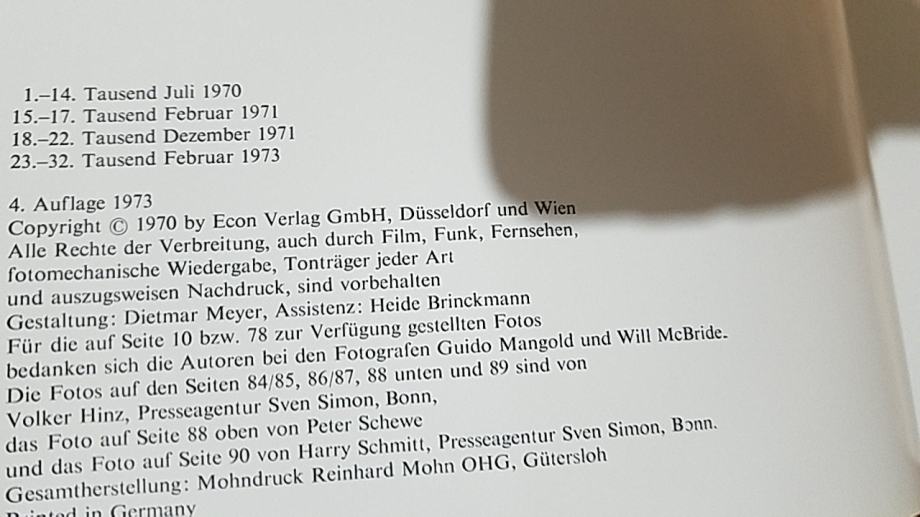 1.–14. Tausend Juli 1970
15.–17. Tausend Februar 1971
18.–22. Tausend Dezember 1971
23.–32. Tausend Februar 1973
4. Auflage 1973
Copyright © 1970 by Econ Verlag GmbH, Düsseldorf und Wien
Alle Rechte der Verbreitung, auch durch Film, Funk, Fernsehen,
fotomechanische Wiedergabe, Tonträger jeder Art
und auszugsweisen Nachdruck, sind vorbehalten
Gestaltung: Dietmar Meyer, Assistenz: Heide Brinckmann
Für die auf Seite 10 bzw. 78 zur Verfügung gestellten Fotos
bedanken sich die Autoren bei den Fotografen Guido Mangold und Will McBride.
Die Fotos auf den Seiten 84/85, 86/87, 88 unten und 89 sind von
Volker Hinz, Presseagentur Sven Simon, Bonn,
das Foto auf Seite 88 oben von Peter Schewe
und das Foto auf Seite 90 von Harry Schmitt, Presseagentur Sven Simon, Bonn.
Gesamtherstellung: Mohndruck Reinhard Mohn OHG, Gütersloh
Printed in Germany